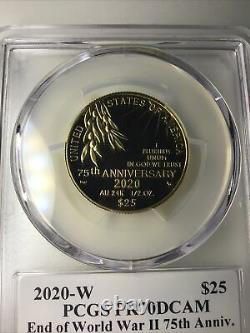 UNITED STATES OF AMERICA
E PLURIBUS
UNUM
IN GOD WE TRUST
75th ANNIVERSARY
2020
AU 24K 1/2 OZ.
$25
2020-W $25
PCGS PR70DCAM
End of World War II 75th Anniv.